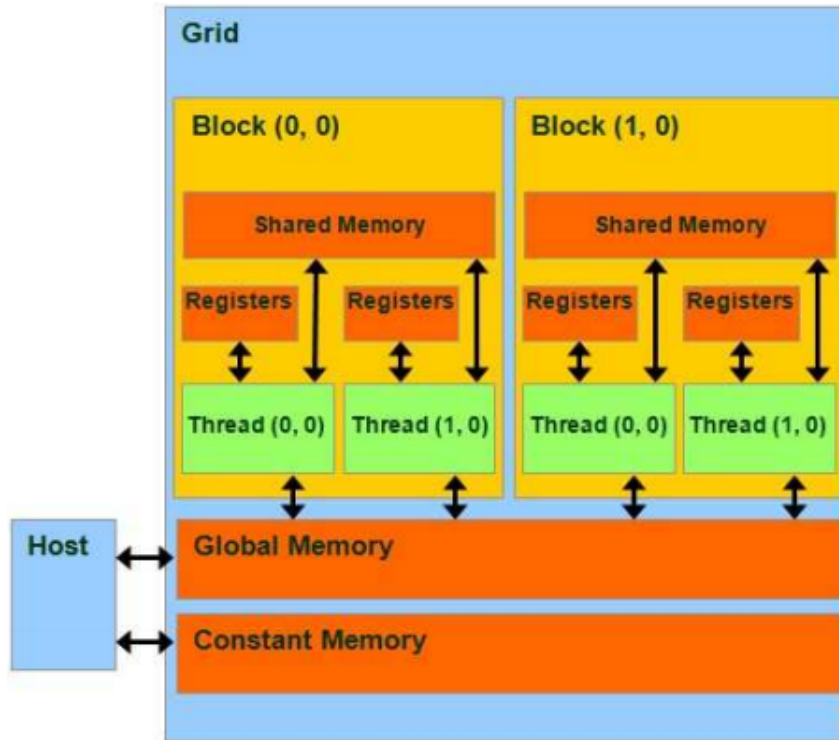 Grid
Block (0, 0)
Block (1, 0)
Shared Memory
Shared Memory
Registers
Registers
Registers
Registers
Thread (0, 0)
Thread (1, 0)
Thread (0, 0)
Thread (1, 0)
Host
Global Memory
Constant Memory